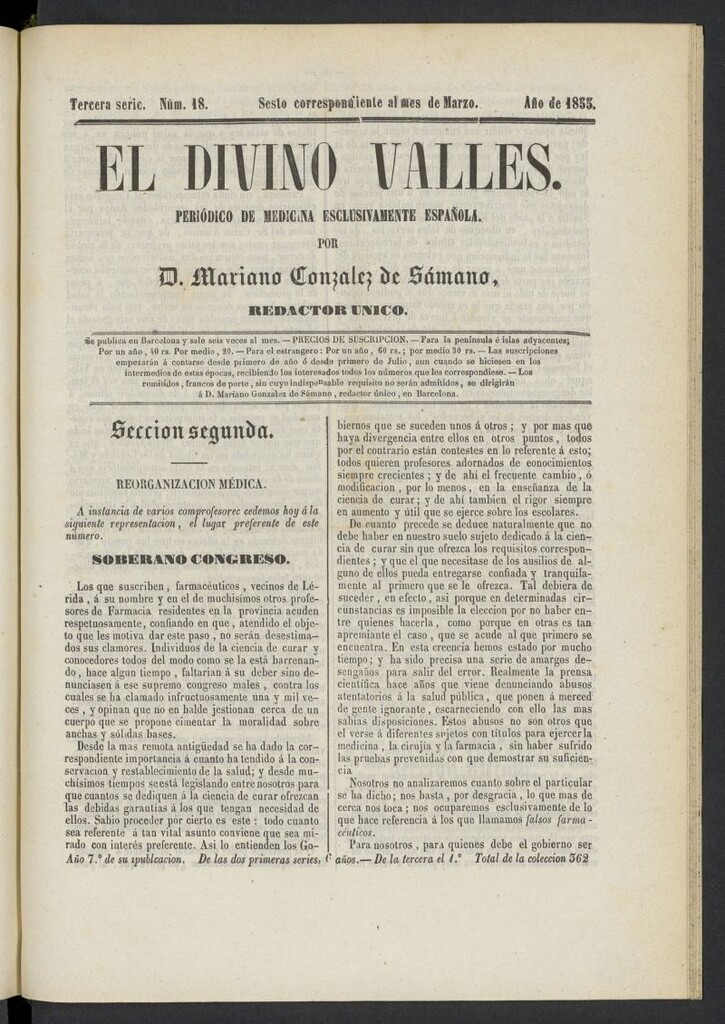 Tercera serie. Núm. 18. Sesto correspondiente al mes de Marzo. Año de 1855.
EL DIVINO VALLES.
PERIÓDICO DE MEDICINA ESCLUSIVAMENTE ESPAÑOLA.
POR
D. Mariano Gonzalez de Sámano,
REDACTOR UNICO.
Se publica en Barcelona y sale seis veces al mes. — PRECIOS DE SUSCRIPCION. — Para la península é islas adyacentes;
Por un año, 40 rs. Por medio, 20. — Para el estrangero: Por un año, 60 rs.; por medio 30 rs. — Las suscripciones
empezarán á contarse desde primero de año ó desde primero de Julio, aun cuando se hiciesen en los
intermedios de estas épocas, recibiendo los interesados todos los números que les correspondiese. — Los
remitidos, francos de porte, sin cuyo indispensable requisito no serán admitidos, se dirigirán
á D. Mariano Gonzalez de Sámano, redactor único, en Barcelona.
Seccion segunda.
REORGANIZACION MÉDICA.
A instancia de varios comprofesorec cedemos hoy á la
siguiente representacion, el lugar preferente de este
número.
SOBERANO CONGRESO.
Los que suscriben, farmacéuticos, vecinos de Lé-
rida, á su nombre y en el de muchísimos otros profe-
sores de Farmacia residentes en la provincia acuden
respetuosamente, confiando en que, atendido el obje-
to que les motiva dar este paso, no serán desestima-
dos sus clamores. Individuos de la ciencia de curar y
conocedores todos del modo como se la está barrenan-
do, hace algun tiempo, faltarian á su deber sino de-
nunciasen á ese supremo congreso males, contra los
cuales se ha clamado infructuosamente una y mil ve-
ces, y opinan que no en balde jestionan cerca de un
cuerpo que se propone cimentar la moralidad sobre
anchas y sólidas bases.
Desde la mas remota antigüedad se ha dado la cor-
respondiente importancia á cuanto ha tendido á la con-
servacion y restablecimiento de la salud; y desde mu-
chísimos tiempos se está legislando entre nosotros para
que cuantos se dediquen á la ciencia de curar ofrezcan
las debidas garantías á los que tengan necesidad de
ellos. Sabio proceder por cierto es este: todo cuanto
sea referente á tan vital asunto conviene que sea mi-
rado con interés preferente. Asi lo entienden los Go-
biernos que se suceden unos á otros; y por mas que
haya divergencia entre ellos en otros puntos, todos
por el contrario están contestes en lo referente á esto;
todos quieren profesores adornados de conocimientos
siempre crecientes; y de ahí el frecuente cambio, ó
modificacion, por lo menos, en la enseñanza de la
ciencia de curar; y de ahí tambien el rigor siempre
en aumento y útil que se ejerce sobre los escolares.
De cuanto precede se deduce naturalmente que no
debe haber en nuestro suelo sujeto dedicado á la cien-
cia de curar sin que ofrezca los requisitos correspon-
dientes; y que el que necesitase de los ausilios de al-
guno de ellos pueda entregarse confiada y tranquila-
mente al primero que se le ofrezca. Tal debiera de
suceder, en efecto, asi porque en determinadas cir-
cunstancias es imposible la eleccion por no haber en-
tre quienes hacerla, como porque en otras es tan
apremiante el caso, que se acude al que primero se
encuentra. En esta creencia hemos estado por mucho
tiempo; y ha sido precisa una serie de amargos de-
sengaños para salir del error. Realmente la prensa
científica hace años que viene denunciando abusos
atentatorios á la salud pública, que ponen á merced
de gente ignorante, escarneciendo con ello las mas
sabias disposiciones. Estos abusos no son otros que
el verse á diferentes sujetos con títulos para ejercer la
medicina, la cirujía y la farmacia, sin haber sufrido
las pruebas prevenidas con que demostrar su suficien-
cia
Nosotros no analizaremos cuanto sobre el particular
se ha dicho; nos basta, por desgracia, lo que mas de
cerca nos toca; nos ocuparemos esclusivamente de lo
que hace referencia á los que llamamos falsos farma-
céuticos.
Para nosotros, para quienes debe el gobierno ser
Año 7.º de su ipublcacion. De las dos primeras series, 6 años.— De la tercera el 1.º Total de la coleccion 362